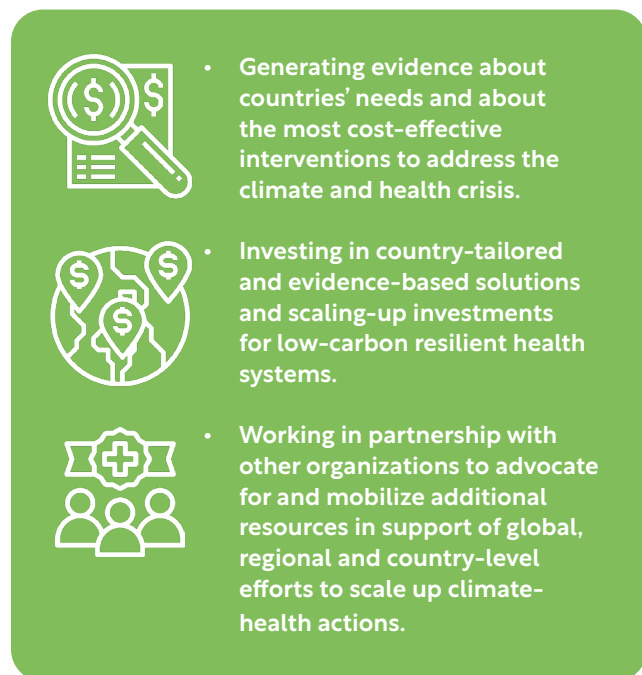 • Generating evidence about
countries’ needs and about
the most cost-effective
interventions to address the
climate and health crisis.
• Investing in country-tailored
and evidence-based solutions
and scaling-up investments
for low-carbon resilient health
systems.
• Working in partnership with
other organizations to advocate
for and mobilize additional
resources in support of global,
regional and country-level
efforts to scale up climate-
health actions.